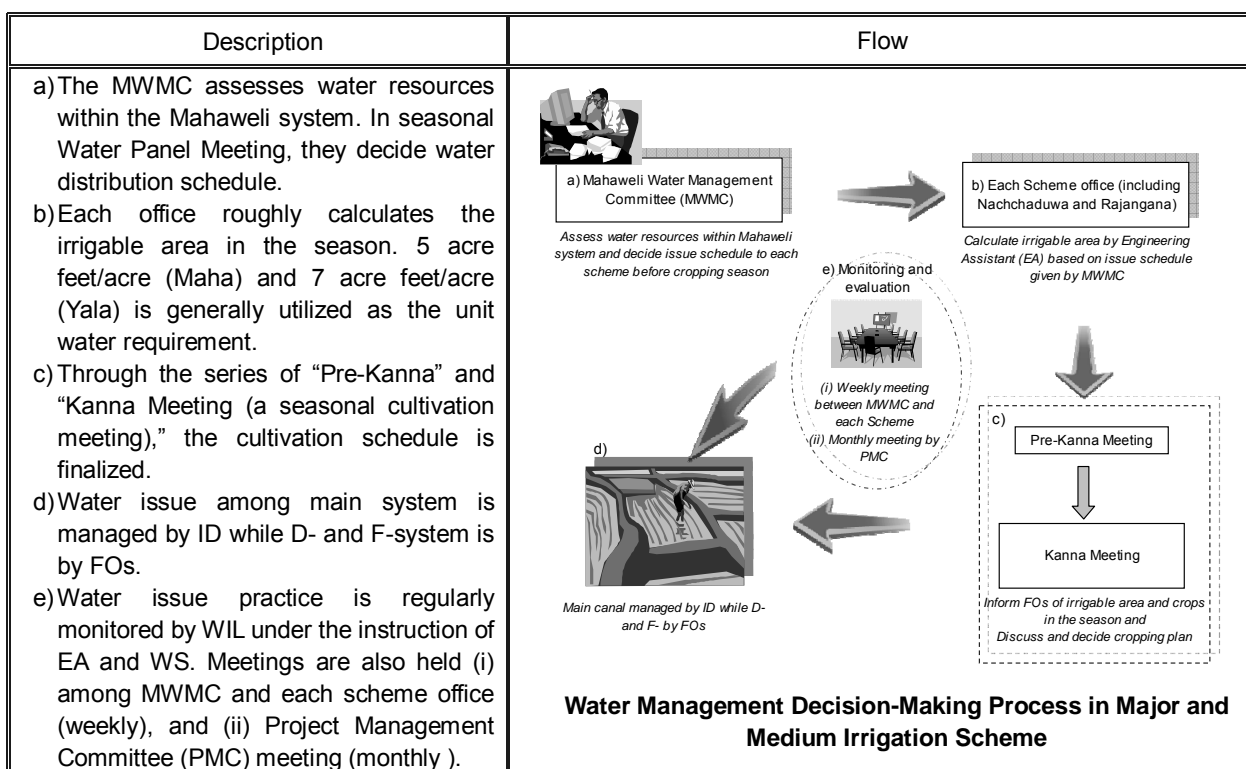 Description
Flow
a) The MWMC assesses water resources
within the Mahaweli system. In seasonal
Water Panel Meeting, they decide water
distribution schedule.
b) Each office roughly calculates the
irrigable area in the season. 5 acre
feet/acre (Maha) and 7 acre feet/acre
(Yala) is generally utilized as the unit
water requirement.
c) Through the series of “Pre-Kanna” and
“Kanna Meeting (a seasonal cultivation
meeting),” the cultivation schedule is
finalized.
d) Water issue among main system is
managed by ID while D- and F-system is
by FOs.
e) Water issue practice is regularly
monitored by WIL under the instruction of
EA and WS. Meetings are also held (i)
among MWMC and each scheme office
(weekly), and (ii) Project Management
Committee (PMC) meeting (monthly ).
a) Mahaweli Water Management
Committee (MWMC)
Assess water resources within Mahaweli
system and decide issue schedule to each
scheme before cropping season
b) Each Scheme office (including
Nachchaduwa and Rajangana)
Calculate irrigable area by Engineering
Assistant (EA) based on issue schedule
given by MWMC
e) Monitoring and
evaluation
(i) Weekly meeting
between MWMC and
each Scheme
(ii) Monthly meeting by
PMC
c)
Pre-Kanna Meeting
Kanna Meeting
Inform FOs of irrigable area and crops
in the season and
Discuss and decide cropping plan
d)
Main canal managed by ID while D-
and F- by FOs
Water Management Decision-Making Process in Major and
Medium Irrigation Scheme